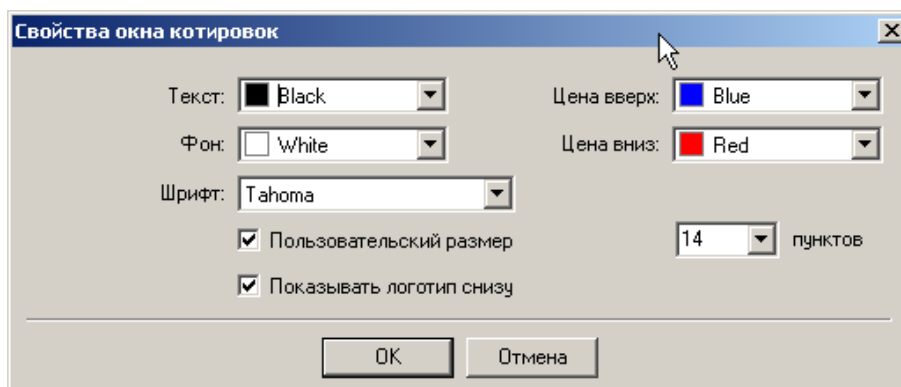 Свойства окна котировок
Текст: Black Цена вверх: Blue
Фон: White Цена вниз: Red
Шрифт: Tahoma
Пользовательский размер 14 пунктов
Показывать логотип снизу
OK Отмена